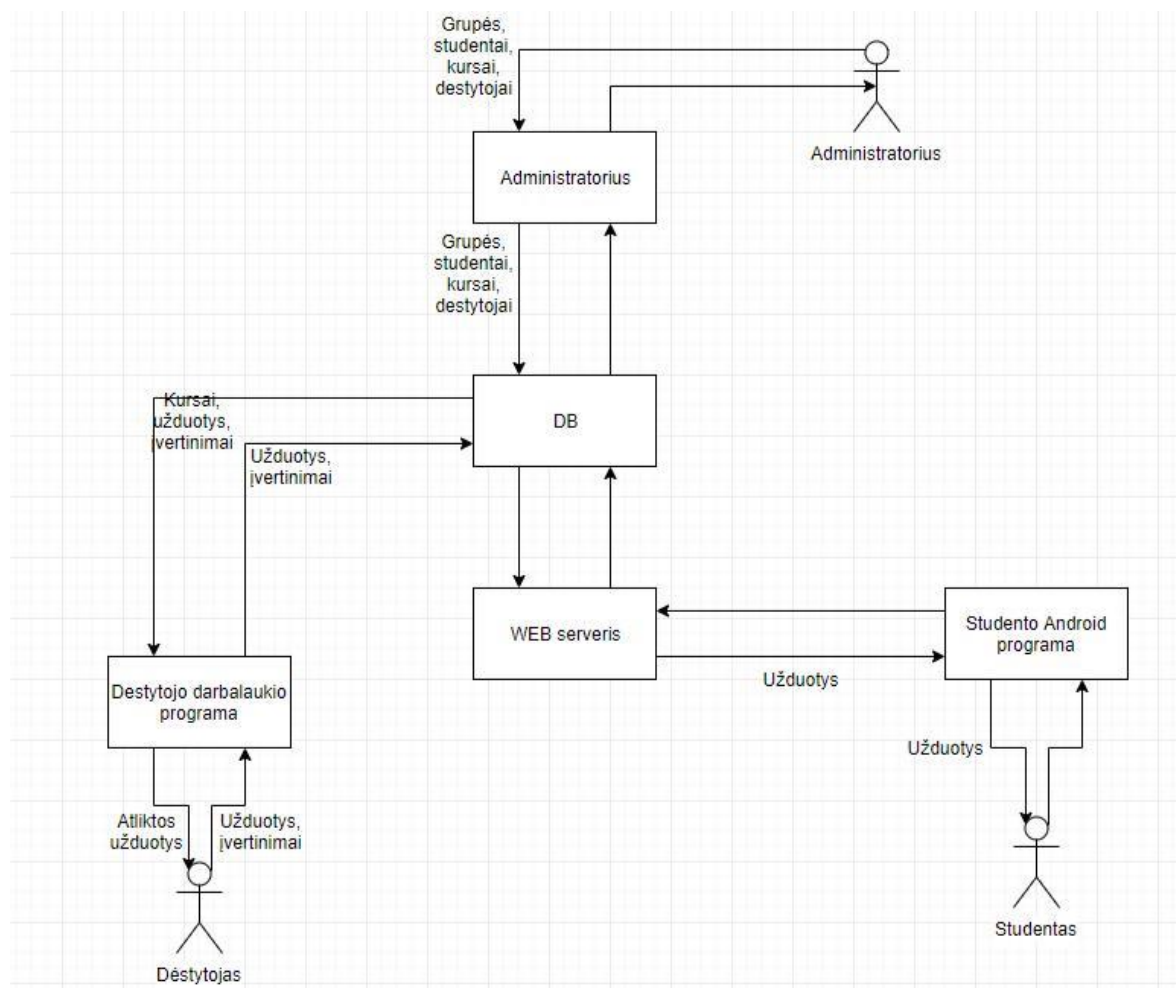 Grupės,
studentai,
kursai,
destytojai
Administratorius
Administratorius
Grupės,
studentai,
kursai,
destytojai
DB
Kursai,
užduotys,
įvertinimai
Užduotys,
įvertinimai
WEB serveris
Studento Android
programa
Užduotys
Destytojo darbalaukio
programa
Užduotys
Atliktos
užduotys
Užduotys,
įvertinimai
Studentas
Dėstytojas